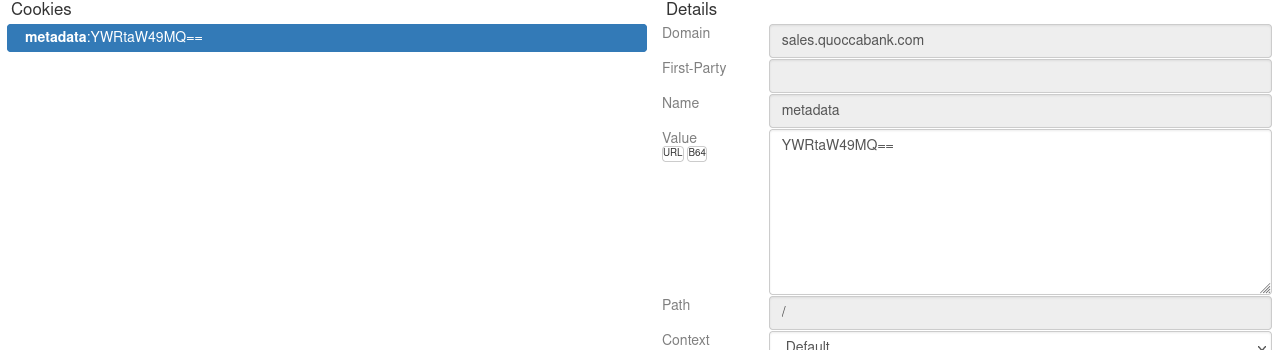 Cookies
metadata:YWRtaW49MQ==
Details
Domain
sales.quoccabank.com
First-Party
Name
metadata
Value
YWRtaW49MQ==
URL B64
Path
/
Context
Default